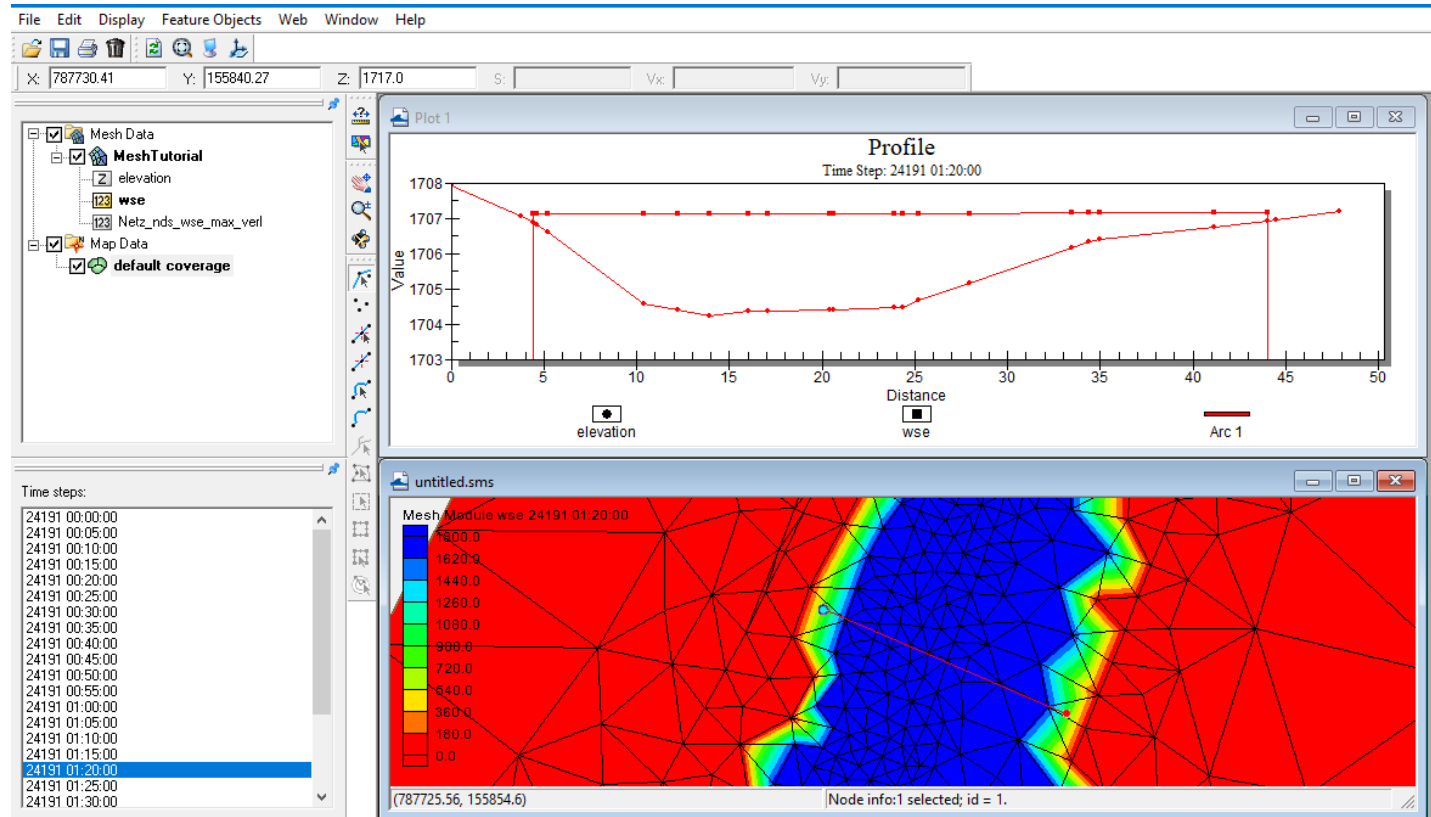 File Edit Display Feature Objects Web Window Help
X: 787730.41 Y: 155840.27 Z: 1717.0 S: Vx: Vy:
Mesh Data
MeshTutorial
Z elevation
123 wse
123 Netz_nds_wse_max_verl
Map Data
default coverage
Plot 1
Profile
Time Step: 24191 01:20:00
1708
1707
1706
1705
1704
1703
Value
0 5 10 15 20 25 30 35 40 45 50
Distance
elevation wse Arc 1
Time steps:
24191 00:00:00
24191 00:05:00
24191 00:10:00
24191 00:15:00
24191 00:20:00
24191 00:25:00
24191 00:30:00
24191 00:35:00
24191 00:40:00
24191 00:45:00
24191 00:50:00
24191 00:55:00
24191 01:00:00
24191 01:05:00
24191 01:10:00
24191 01:15:00
24191 01:20:00
24191 01:25:00
24191 01:30:00
untitled.sms
Mesh Module wse 24191 01:20:00
1800.0
1620.0
1440.0
1260.0
1080.0
900.0
720.0
540.0
360.0
180.0
0.0
(787725.56, 155854.6) Node info:1 selected; id = 1.